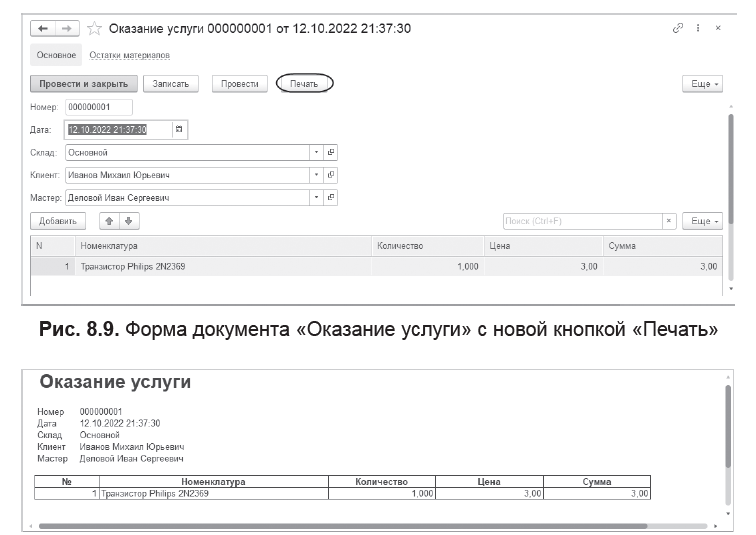 Оказание услуги 000000001 от 12.10.2022 21:37:30
Основное Остатки материалов
Провести и закрыть Записать Провести Печать Еще
Номер: 000000001
Дата: 12.10.2022 21:37:30
Склад: Основной
Клиент: Иванов Михаил Юрьевич
Мастер: Деловой Иван Сергеевич
Добавить Поиск (Ctrl+F) × Еще
N Номенклатура Количество Цена Сумма
1 Транзистор Philips 2N2369 1,000 3,00 3,00
Рис. 8.9. Форма документа «Оказание услуги» с новой кнопкой «Печать»
Оказание услуги
Номер 000000001
Дата 12.10.2022 21:37:30
Склад Основной
Клиент Иванов Михаил Юрьевич
Мастер Деловой Иван Сергеевич
№ Номенклатура Количество Цена Сумма
1 Транзистор Philips 2N2369 1,000 3,00 3,00